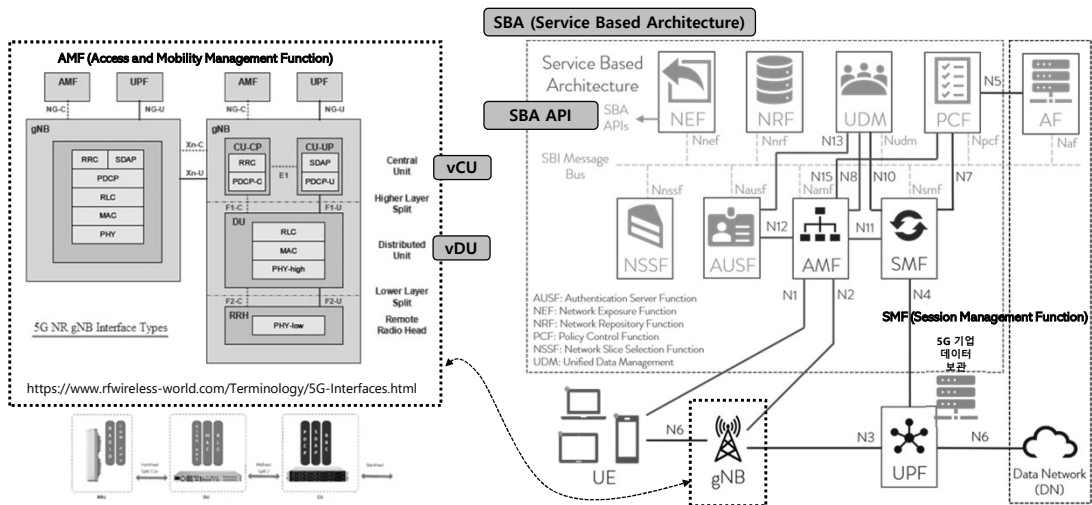 SBA (Service Based Architecture)
AMF (Access and Mobility Management Function)
AMF
UPF
AMF
UPF
NG-C
NG-U
NG-C
NG-U
gNB
RRC
SDAP
PDCP
RLC
MAC
PHY
Xn-C
Xn-U
gNB
CU-CP
RRC
PDCP-C
E1
CU-UP
SDAP
PDCP-U
F1-C
F1-U
DU
RLC
MAC
PHY-high
F2-C
F2-U
RRH
PHY-low
Central
Unit
Higher Layer
Split
Distributed
Unit
Lower Layer
Split
Remote
Radio Head
vCU
vDU
5G NR gNB Interface Types
https://www.rfwireless-world.com/Terminology/5G-Interfaces.html
RRU
DU
CU
Backhaul
Service Based
Architecture
SBA API
SBA
APIs
NEF
NRF
UDM
PCF
N5
AF
Nnef
Nnrf
N13
Nudm
Npcf
Naf
SBI Message
Bus
Nnssf
Nausf
N15
Namf
N8
N10
Nsmf
N7
NSSF
AUSF
N12
AMF
N11
SMF
N1
N2
N4
AUSF: Authentication Server Function
NEF: Network Exposure Function
NRF: Network Repository Function
PCF: Policy Control Function
NSSF: Network Slice Selection Function
UDM: Unified Data Management
SMF (Session Management Function)
5G 기업
데이터
보관
UE
N6
gNB
N3
UPF
N6
Data Network
(DN)